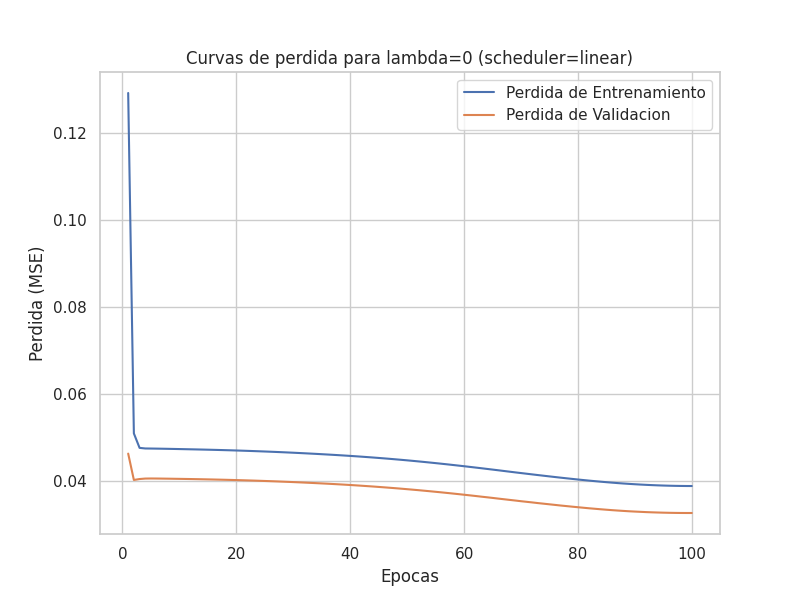 Curvas de perdida para lambda=0 (scheduler=linear)
Perdida de Entrenamiento
Perdida de Validacion
Perdida (MSE)
0.12
0.10
0.08
0.06
0.04
0 20 40 60 80 100
Epocas